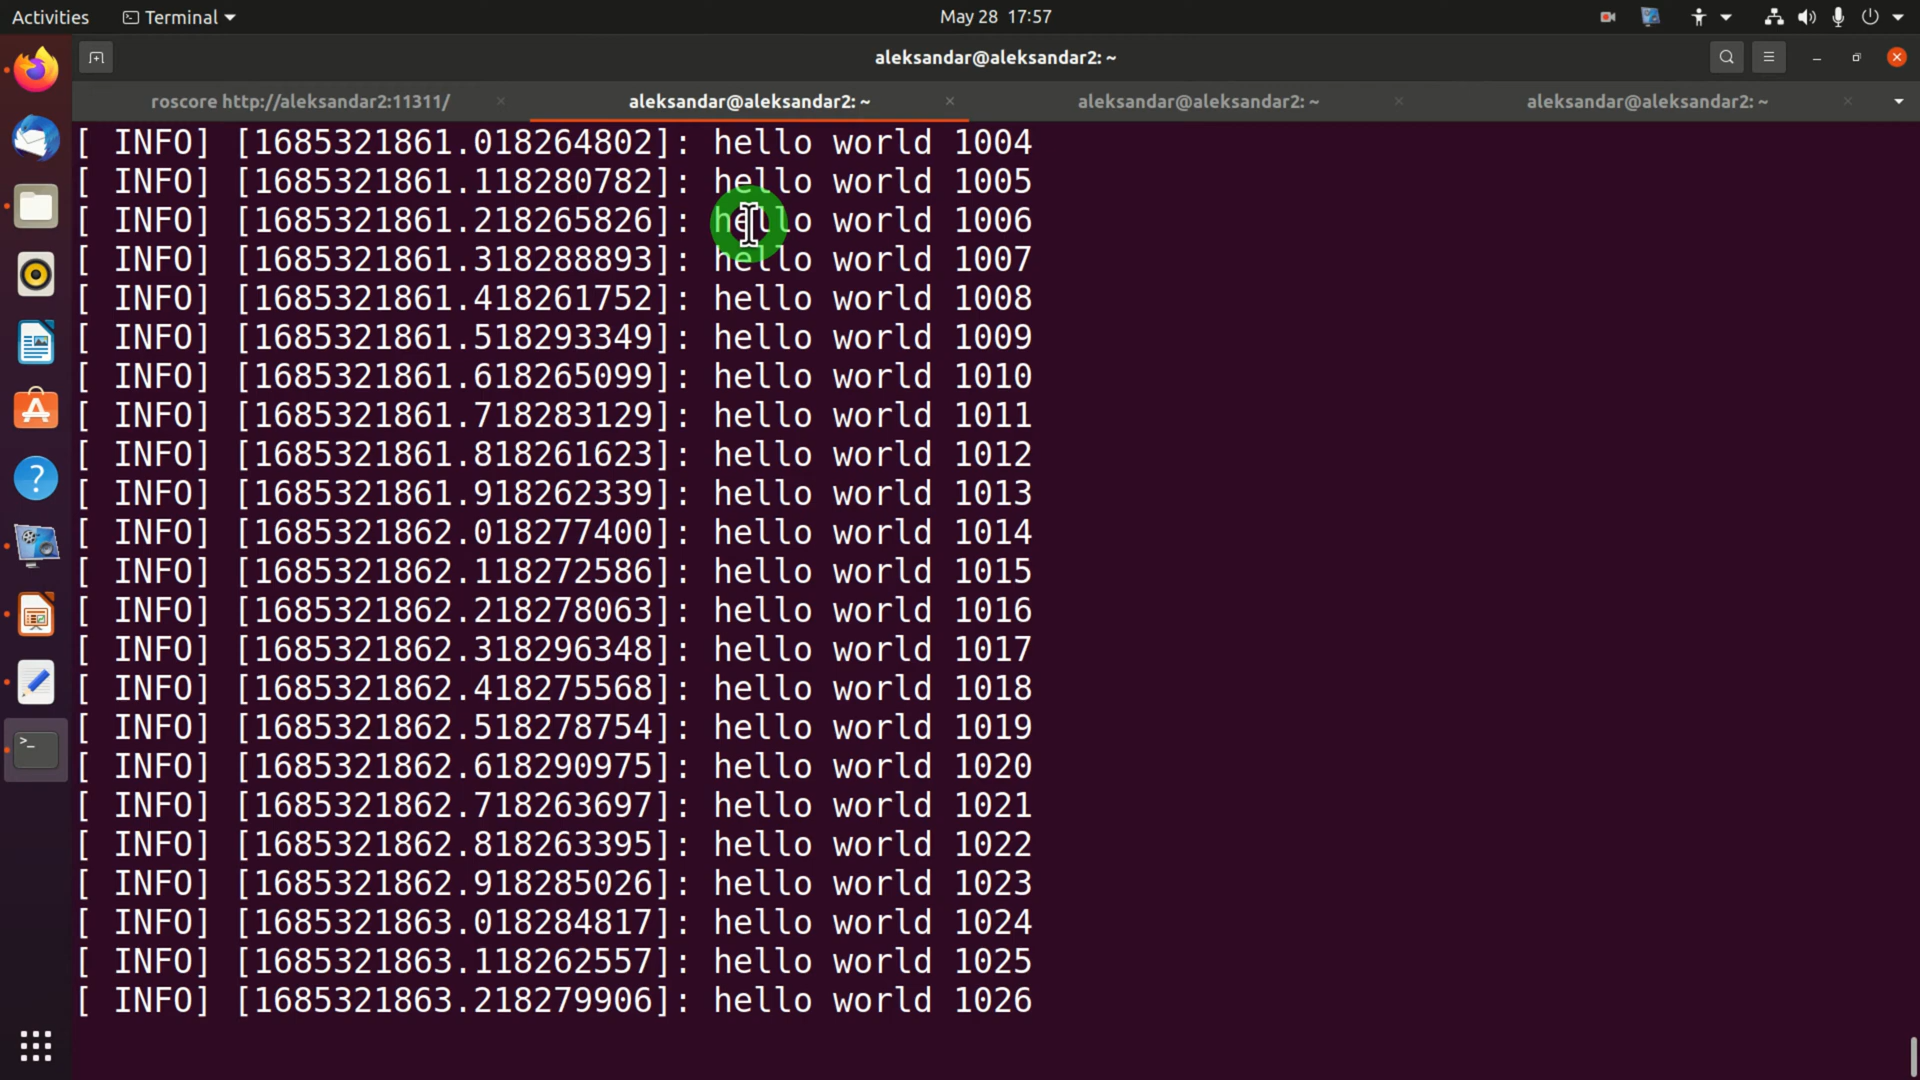 Activities Terminal May 28 17:57
aleksandar@aleksandar2: ~
roscore http://aleksandar2:11311/ aleksandar@aleksandar2: ~ aleksandar@aleksandar2: ~ aleksandar@aleksandar2: ~
[ INFO] [1685321861.018264802]: hello world 1004
[ INFO] [1685321861.118280782]: hello world 1005
[ INFO] [1685321861.218265826]: hello world 1006
[ INFO] [1685321861.318288893]: hello world 1007
[ INFO] [1685321861.418261752]: hello world 1008
[ INFO] [1685321861.518293349]: hello world 1009
[ INFO] [1685321861.618265099]: hello world 1010
[ INFO] [1685321861.718283129]: hello world 1011
[ INFO] [1685321861.818261623]: hello world 1012
[ INFO] [1685321861.918262339]: hello world 1013
[ INFO] [1685321862.018277400]: hello world 1014
[ INFO] [1685321862.118272586]: hello world 1015
[ INFO] [1685321862.218278063]: hello world 1016
[ INFO] [1685321862.318296348]: hello world 1017
[ INFO] [1685321862.418275568]: hello world 1018
[ INFO] [1685321862.518278754]: hello world 1019
[ INFO] [1685321862.618290975]: hello world 1020
[ INFO] [1685321862.718263697]: hello world 1021
[ INFO] [1685321862.818263395]: hello world 1022
[ INFO] [1685321862.918285026]: hello world 1023
[ INFO] [1685321863.018284817]: hello world 1024
[ INFO] [1685321863.118262557]: hello world 1025
[ INFO] [1685321863.218279906]: hello world 1026